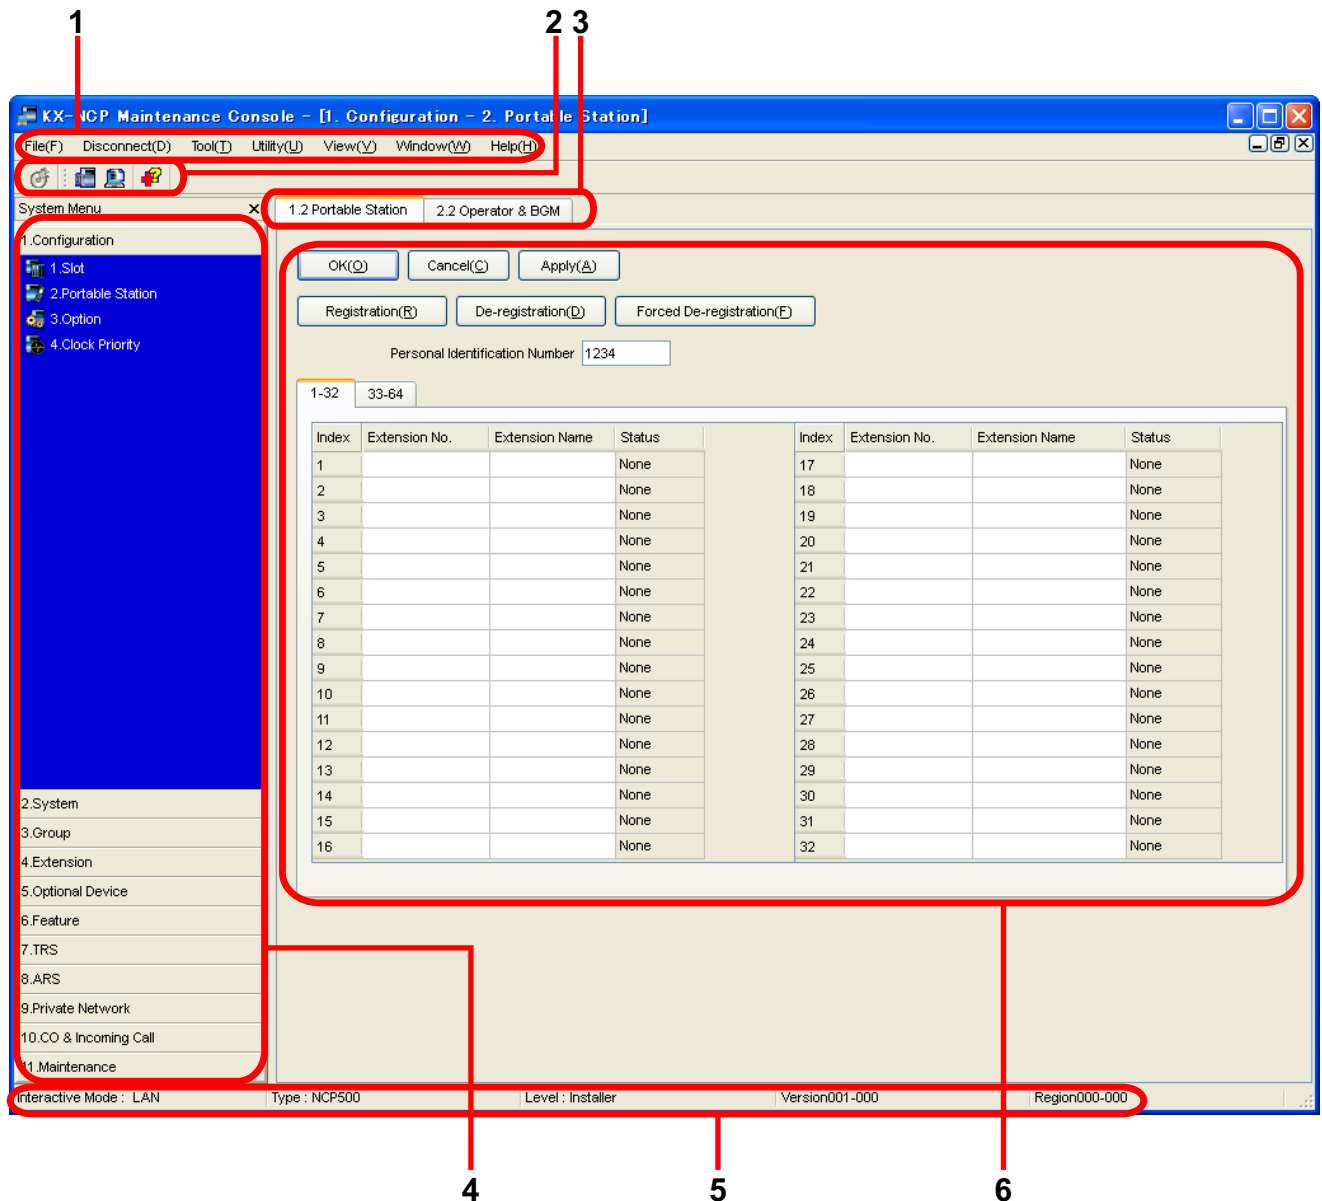 1 2 3
KX-NCP Maintenance Console - [1. Configuration - 2. Portable Station]
File(F) Disconnect(D) Tool(T) Utility(U) View(V) Window(W) Help(H)
System Menu
1.2 Portable Station 2.2 Operator & BGM
1.Configuration
1.Slot
2.Portable Station
3.Option
4.Clock Priority
OK(O) Cancel(C) Apply(A)
Registration(R) De-registration(D) Forced De-registration(F)
Personal Identification Number 1234
1-32 33-64
Index Extension No. Extension Name Status Index Extension No. Extension Name Status
1 None 17 None
2 None 18 None
3 None 19 None
4 None 20 None
5 None 21 None
6 None 22 None
7 None 23 None
8 None 24 None
9 None 25 None
10 None 26 None
11 None 27 None
12 None 28 None
13 None 29 None
14 None 30 None
15 None 31 None
16 None 32 None
2.System
3.Group
4.Extension
5.Optional Device
6.Feature
7.TRS
8.ARS
9.Private Network
10.CO & Incoming Call
11.Maintenance
Interactive Mode : LAN Type : NCP500 Level : Installer Version001-000 Region000-000
4 5 6